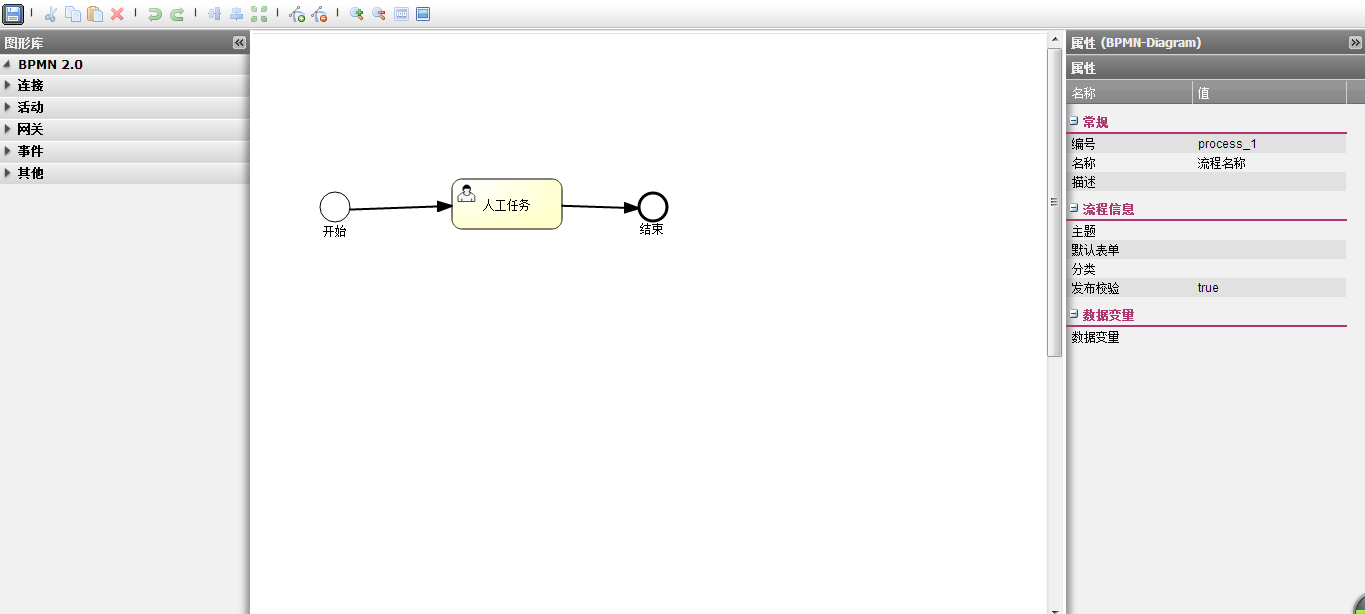 图形库
BPMN 2.0
连接
活动
网关
事件
其他
开始
人工任务
结束
属性 (BPMN-Diagram)
属性
名称 值
常规
编号 process_1
名称 流程名称
描述
流程信息
主题
默认表单
分类
发布校验 true
数据变量
数据变量